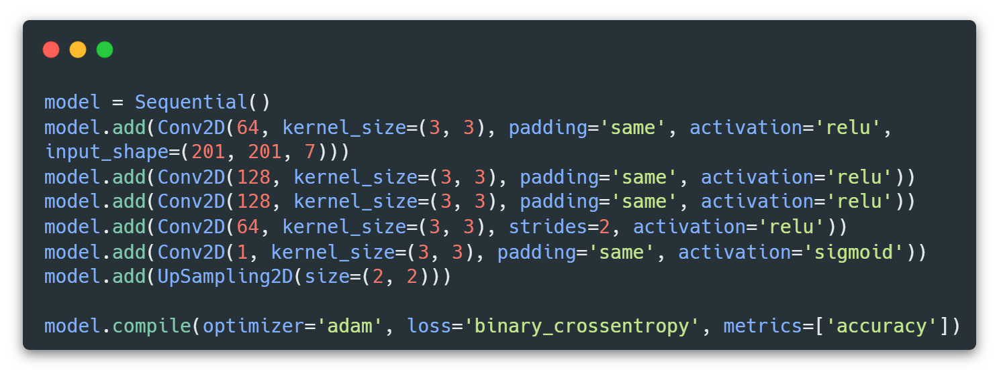 model = Sequential()
model.add(Conv2D(64, kernel_size=(3, 3), padding='same', activation='relu',
input_shape=(201, 201, 7)))
model.add(Conv2D(128, kernel_size=(3, 3), padding='same', activation='relu'))
model.add(Conv2D(128, kernel_size=(3, 3), padding='same', activation='relu'))
model.add(Conv2D(64, kernel_size=(3, 3), strides=2, activation='relu'))
model.add(Conv2D(1, kernel_size=(3, 3), padding='same', activation='sigmoid'))
model.add(UpSampling2D(size=(2, 2)))

model.compile(optimizer='adam', loss='binary_crossentropy', metrics=['accuracy'])